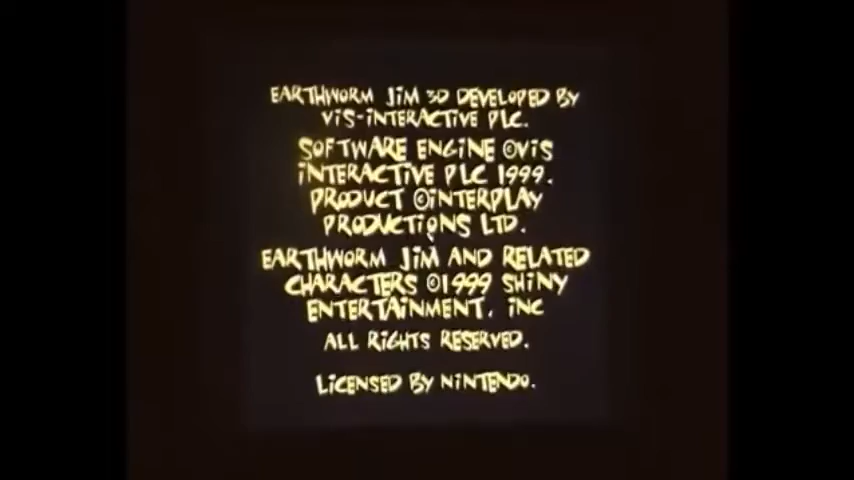 EARTHWORM JiM 3D DEVELOPED BY
ViS-iNTERACTiVE PLC.
SOFTWARE ENGiNE ©ViS
iNTERACTiVE PLC 1999.
PRODUCT ©iNTERPLAY
PRODUCTiONS LTD.
EARTHWORM JiM AND RELATED
CHARACTERS ©1999 SHiNY
ENTERTAiNMENT, iNC
ALL RiGHTS RESERVED.
LiCENSED BY NiNTENDO.